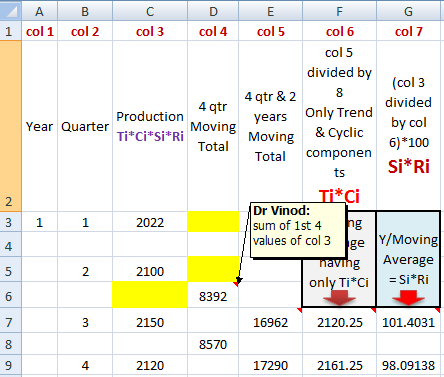 A B C D E F G
1 col 1 col 2 col 3 col 4 col 5 col 6 col 7
2 Year Quarter Production Ti*Ci*Si*Ri 4 qtr Moving Total 4 qtr & 2 years Moving Total col 5 divided by 8 Only Trend & Cyclic componen ts Ti*Ci (col 3 divided by col 6)*100 Si*Ri
Dr Vinod:
sum of 1st 4
values of col 3
3 1 1 2022
4 having only Ti*Ci Y/Moving Average = Si*Ri
5 2 2100
6 8392
7 3 2150 16962 2120.25 101.4031
8 8570
9 4 2120 17290 2161.25 98.09138